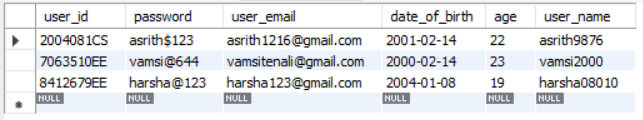 user_id password user_email date_of_birth age user_name
2004081CS asrith$123 asrith1216@gmail.com 2001-02-14 22 asrith9876
7063510EE vamsi@644 vamsitenali@gmail.com 2000-02-14 23 vamsi2000
8412679EE harsha@123 harsha123@gmail.com 2004-01-08 19 harsha08010
NULL NULL NULL NULL NULL NULL